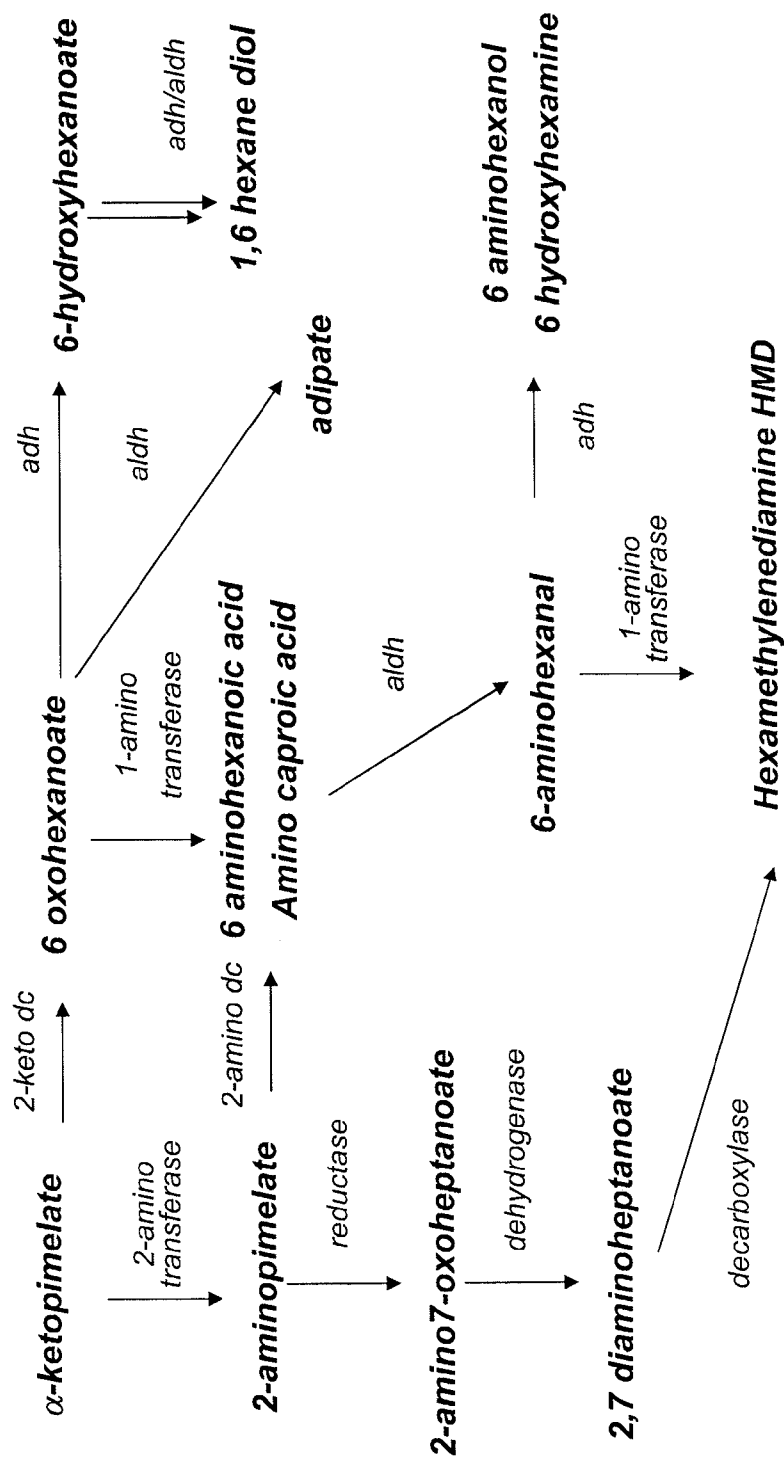 α-ketopimelate
2-keto dc
6 oxohexanoate
adh
6-hydroxyhexanoate
2-amino
transferase
1-amino
transferase
aldh
adh/aldh
2-aminopimelate
2-amino dc
6 aminohexanoic acid
Amino caproic acid
adipate
1,6 hexane diol
reductase
aldh
2-amino7-oxoheptanoate
6-aminohexanal
adh
6 aminohexanol
6 hydroxyhexamine
dehydrogenase
1-amino
transferase
2,7 diaminoheptanoate
decarboxylase
Hexamethylenediamine HMD